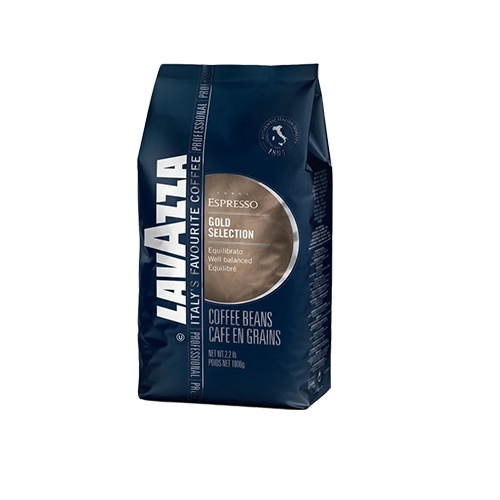 LAVAZZA
ITALY'S FAVOURITE COFFEE
PROFESSIONAL
PROFESSIONAL
1895
ESPRESSO
GOLD
SELECTION
Equilibrato
Well balanced
Equilibré
COFFEE BEANS
CAFE EN GRAINS
NET WT. 2.2 lb.
POIDS NET 1000g